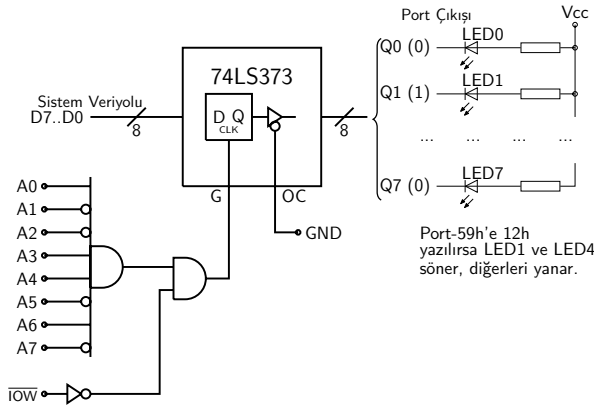 Port Çıkışı
Vcc
LED0
Q0 (0)
74LS373
LED1
Q1 (1)
Sistem Veriyolu
D7..D0
8
D Q
CLK
8
... ... ... ...
LED7
Q7 (0)
G
OC
A0
A1
A2
A3
A4
A5
A6
A7
GND
Port-59h'e 12h
yazılırsa LED1 ve LED4
söner, diğerleri yanar.
IOW